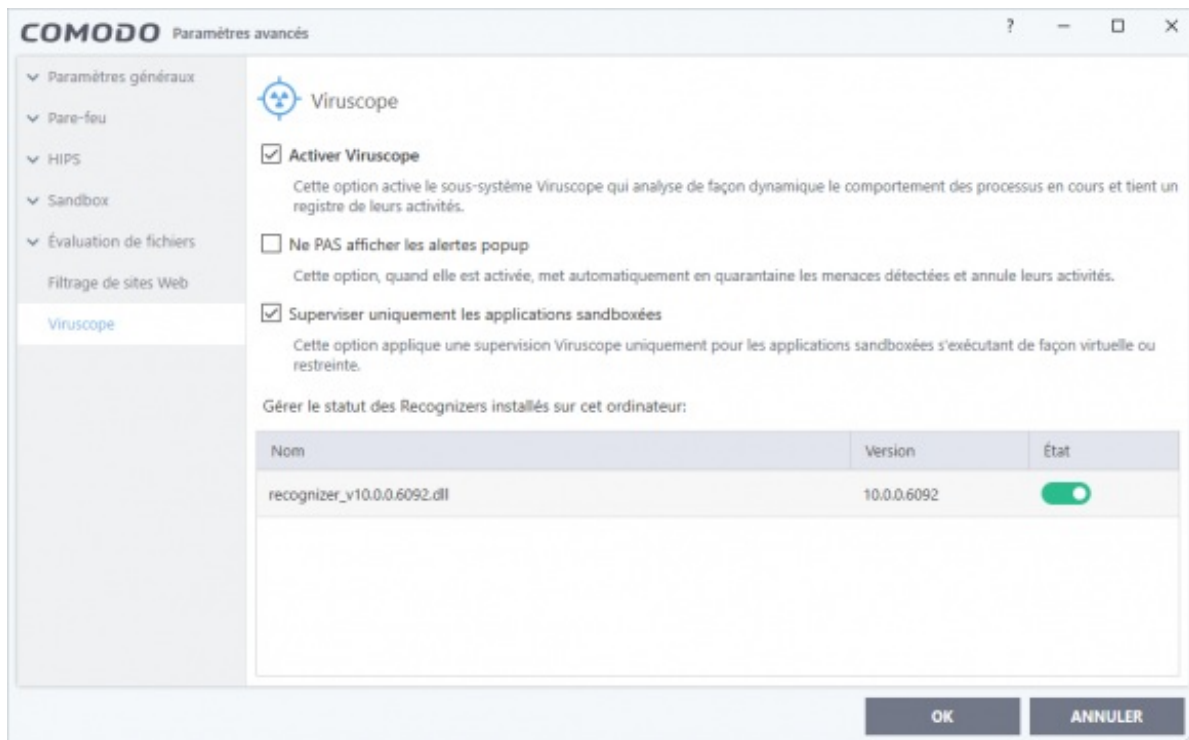 COMODO Paramètres avancés
?
Paramètres généraux
Pare-feu
HIPS
Sandbox
Évaluation de fichiers
Filtrage de sites Web
Viruscope
Viruscope
Activer Viruscope
Cette option active le sous-système Viruscope qui analyse de façon dynamique le comportement des processus en cours et tient un
registre de leurs activités.
Ne PAS afficher les alertes popup
Cette option, quand elle est activée, met automatiquement en quarantaine les menaces détectées et annule leurs activités.
Superviser uniquement les applications sandboxées
Cette option applique une supervision Viruscope uniquement pour les applications sandboxées s'exécutant de façon virtuelle ou
restreinte.
Gérer le statut des Recognizers installés sur cet ordinateur:
Nom Version État
recognizer_v10.0.0.6092.dll 10.0.0.6092
OK ANNULER